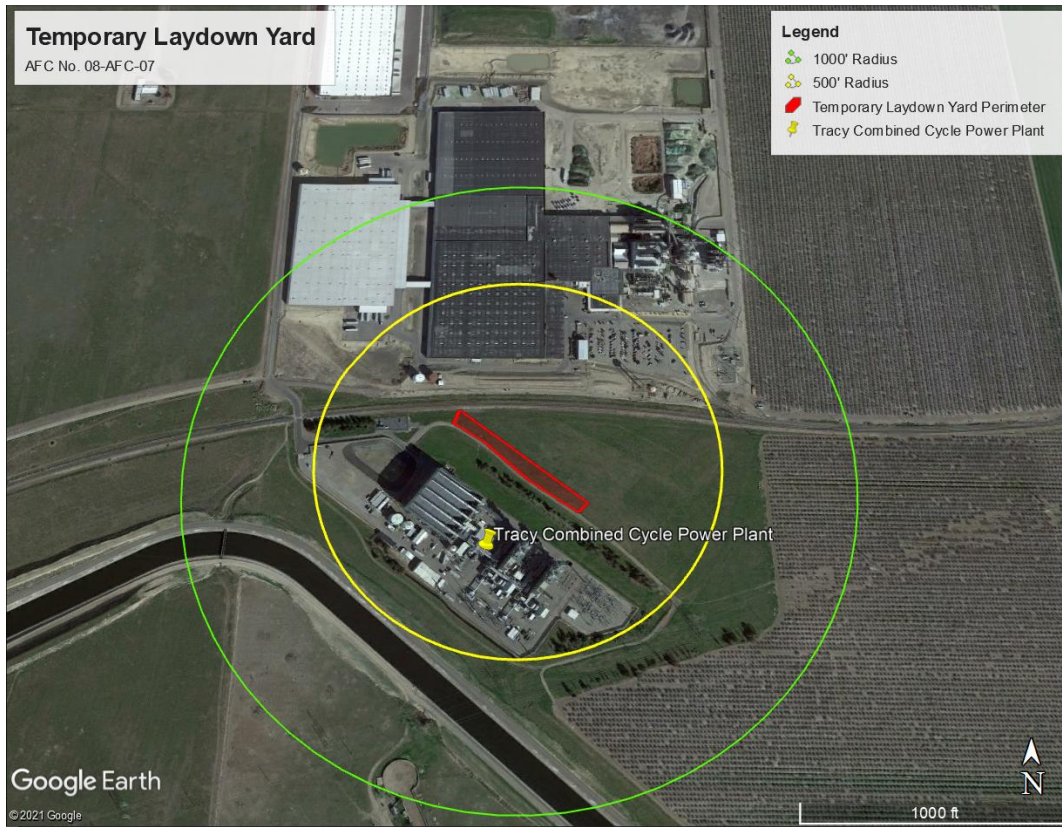 Temporary Laydown Yard
AFC No. 08-AFC-07
Legend
1000' Radius
500' Radius
Temporary Laydown Yard Perimeter
Tracy Combined Cycle Power Plant
Tracy Combined Cycle Power Plant
Google Earth
© 2021 Google
N
1000 ft